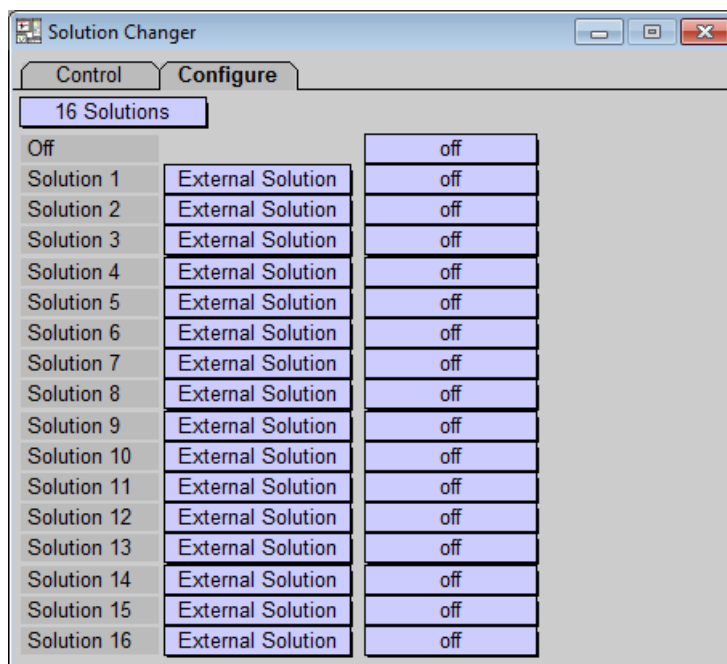 Solution Changer
Control Configure
16 Solutions
Off off
Solution 1 External Solution off
Solution 2 External Solution off
Solution 3 External Solution off
Solution 4 External Solution off
Solution 5 External Solution off
Solution 6 External Solution off
Solution 7 External Solution off
Solution 8 External Solution off
Solution 9 External Solution off
Solution 10 External Solution off
Solution 11 External Solution off
Solution 12 External Solution off
Solution 13 External Solution off
Solution 14 External Solution off
Solution 15 External Solution off
Solution 16 External Solution off